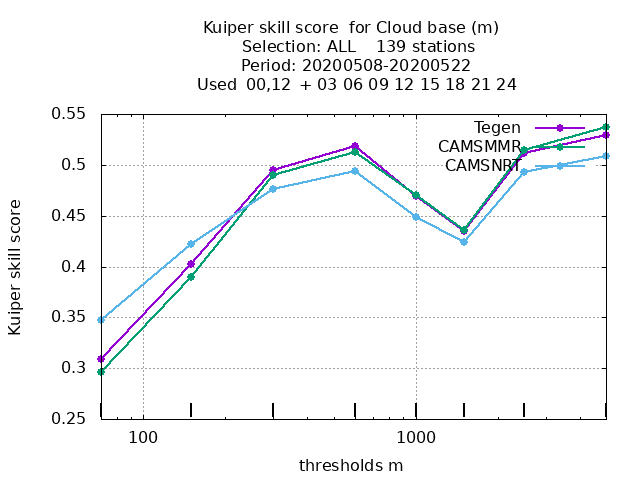 Kuiper skill score  for Cloud base (m)
Selection: ALL    139 stations
Period: 20200508-20200522
Used  00,12  + 03 06 09 12 15 18 21 24
Kuiper skill score
0.55
0.5
0.45
0.4
0.35
0.3
0.25
Tegen
CAMSMMR
CAMSNRT
100
1000
thresholds m